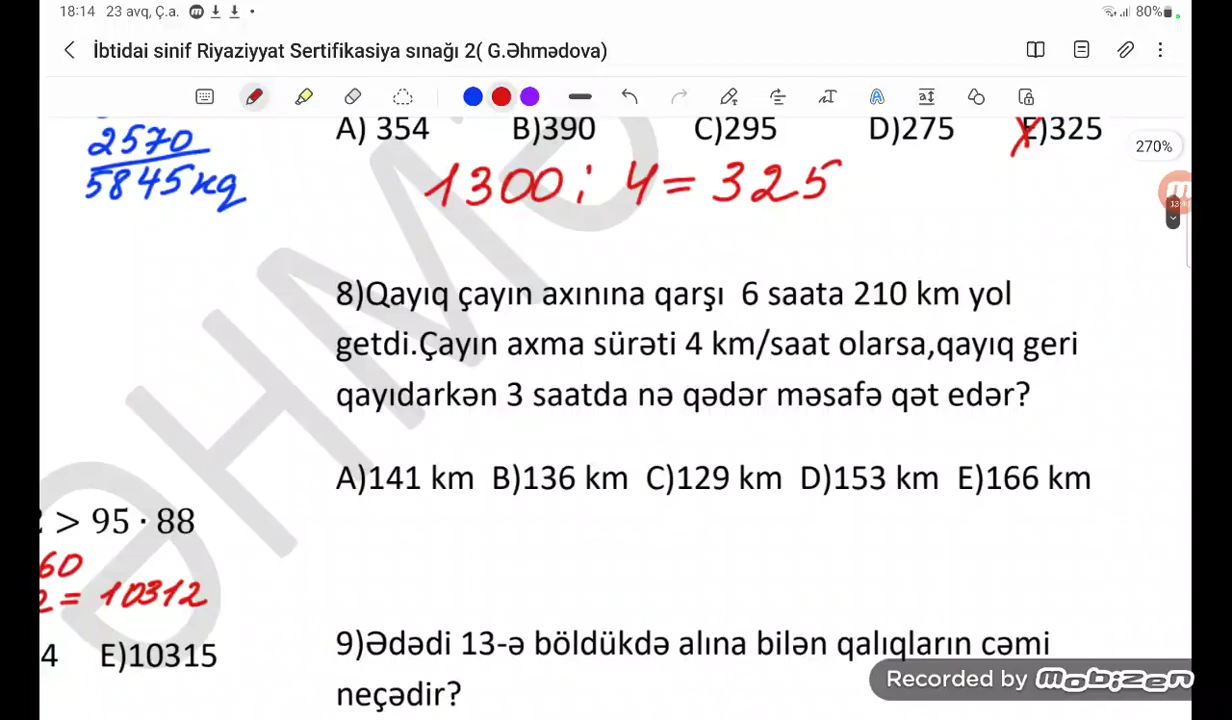 18:14 23 avq, Ç.a. 80%
İbtidai sinif Riyaziyyat Sertifikasiya sınağı 2( G.Əhmədova)
A) 354 B)390 C)295 D)275 E)325
270%
2570
5845kq
1300 : 4 = 325
8)Qayıq çayın axınına qarşı 6 saata 210 km yol
getdi.Çayın axma sürəti 4 km/saat olarsa,qayıq geri
qayıdarkən 3 saatda nə qədər məsafə qət edər?
A)141 km B)136 km C)129 km D)153 km E)166 km
> 95 · 88
60
2 = 10312
4 E)10315
9)Ədədi 13-ə böldükdə alına bilən qalıqların cəmi
neçədir?
Recorded by mobizen
ƏHMƏ